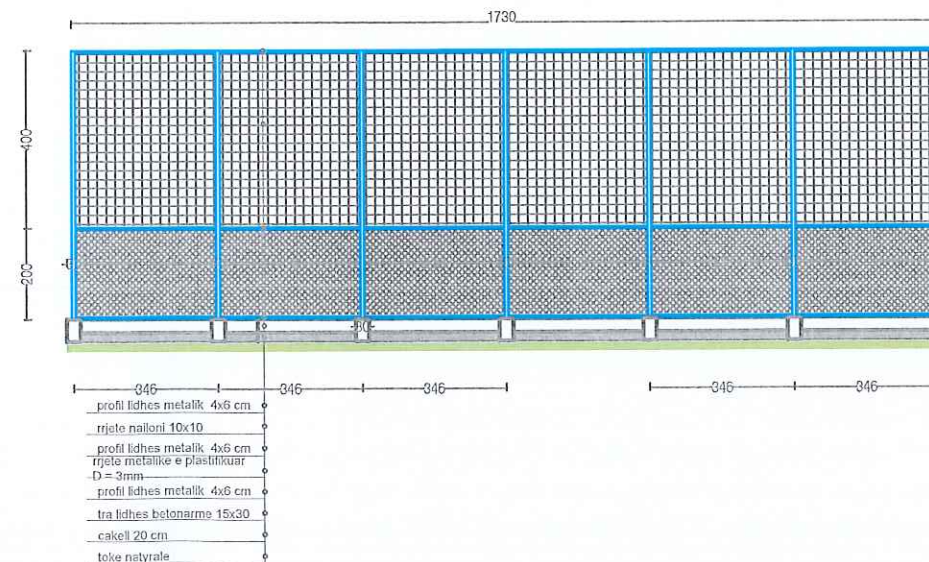 1730
400
200
80
346
346
346
346
346
profil lidhes metalik 4x6 cm
rrjete nailoni 10x10
profil lidhes metalik 4x6 cm
rrjete metalike e plastifikuar
D = 3mm
profil lidhes metalik 4x6 cm
tra lidhes betonarme 15x30
cakell 20 cm
toke natyrale